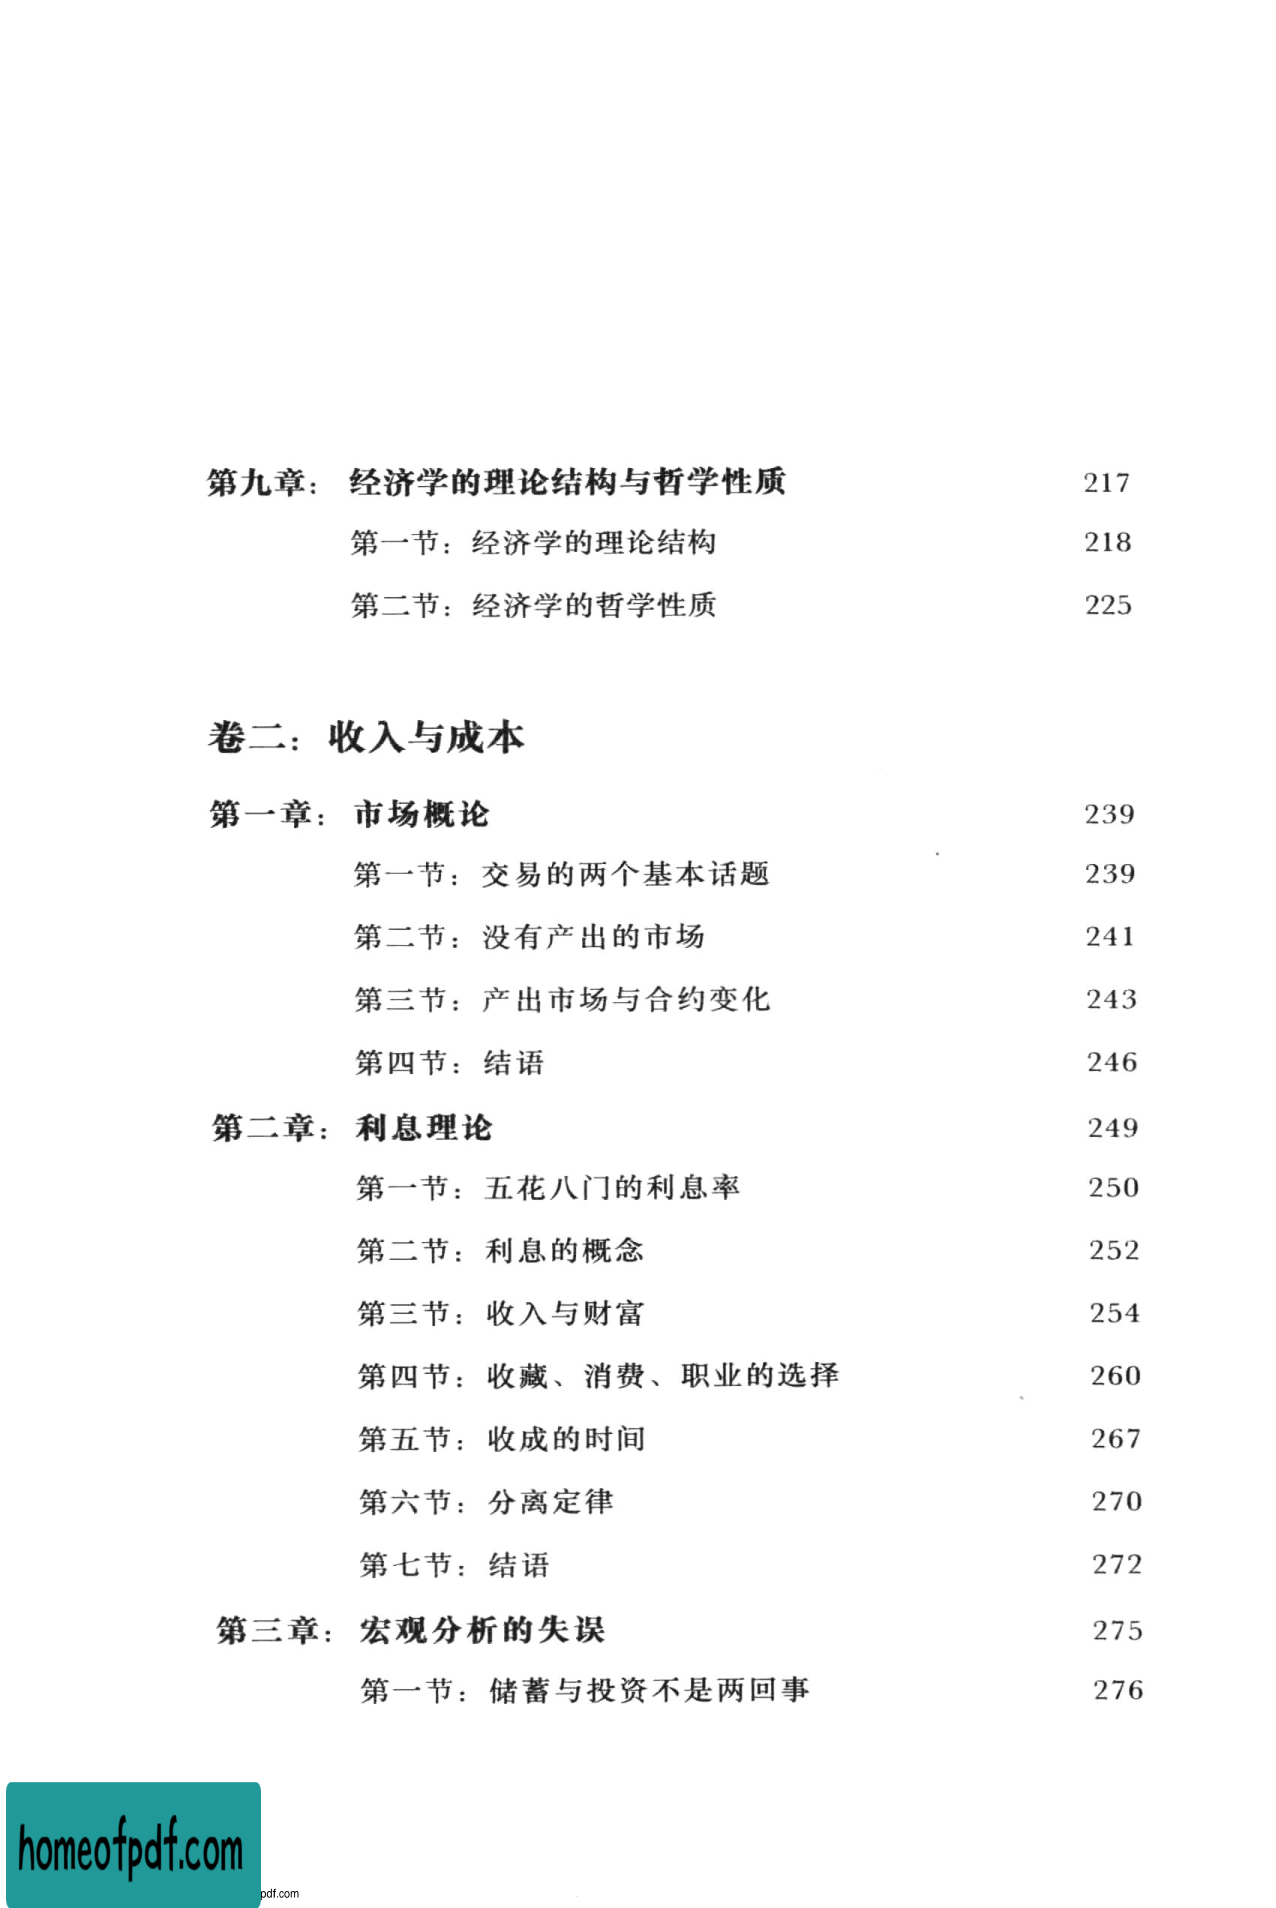 第九章： 经济学的理论结构与哲学性质 217
第一节：经济学的理论结构 218
第二节：经济学的哲学性质 225
卷二：收入与成本
第一章： 市场概论 239
第一节：交易的两个基本话题 239
第二节：没有产出的市场 241
第三节：产出市场与合约变化 243
第四节：结语 246
第二章： 利息理论 249
第一节：五花八门的利息率 250
第二节：利息的概念 252
第三节：收入与财富 254
第四节：收藏、消费、职业的选择 260
第五节：收成的时间 267
第六节：分离定律 270
第七节：结语 272
第三章： 宏观分析的失误 275
第一节：储蓄与投资不是两回事 276
homeofpdf.com
pdf.com